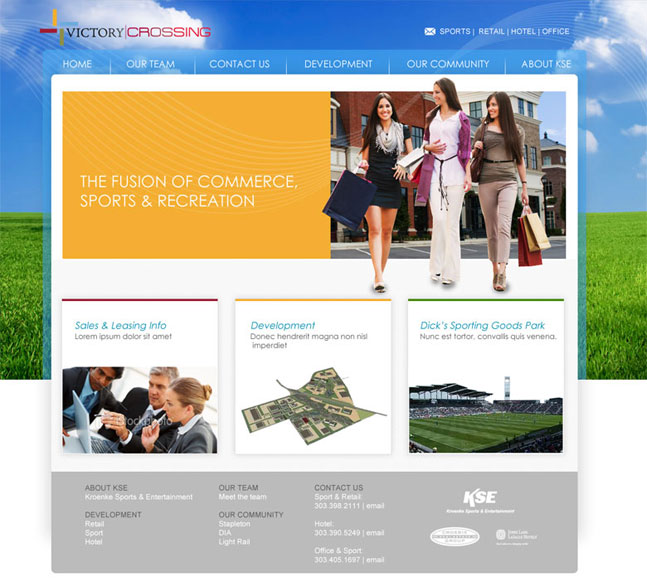 VICTORY|CROSSING
SPORTS | RETAIL | HOTEL | OFFICE
HOME OUR TEAM CONTACT US DEVELOPMENT OUR COMMUNITY ABOUT KSE
THE FUSION OF COMMERCE,
SPORTS & RECREATION
Sales & Leasing Info
Lorem ipsum dolor sit amet
Development
Donec hendrerit magna non nisl
imperdiet
Dick's Sporting Goods Park
Nunc est tortor, convallis quis venena.
ABOUT KSE
Kroenke Sports & Entertainment
DEVELOPMENT
Retail
Sport
Hotel
OUR TEAM
Meet the team
OUR COMMUNITY
Stapleton
DIA
Light Rail
CONTACT US
Sport & Retail:
303.398.2111 | email
Hotel:
303.390.5249 | email
Office & Sport:
303.405.1697 | email
KSE
Kroenke Sports & Entertainment
GROUP